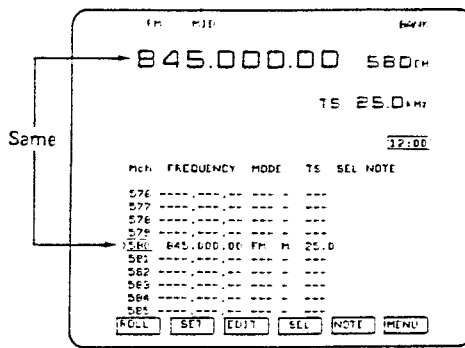 FM MID BANK
845.000.00 580CH
TS 25.0kHz
Same
12:00
Mch FREQUENCY MODE TS SEL NOTE
576 ----.---.-- ---- - ---
577 ----.---.-- ---- - ---
578 ----.---.-- ---- - ---
579 ----.---.-- ---- - ---
›580 845.000.00 FM M 25.0
581 ----.---.-- ---- - ---
582 ----.---.-- ---- - ---
583 ----.---.-- ---- - ---
584 ----.---.-- ---- - ---
585 ----.---.-- ---- - ---
ROLL SET EDIT SEL NOTE MENU